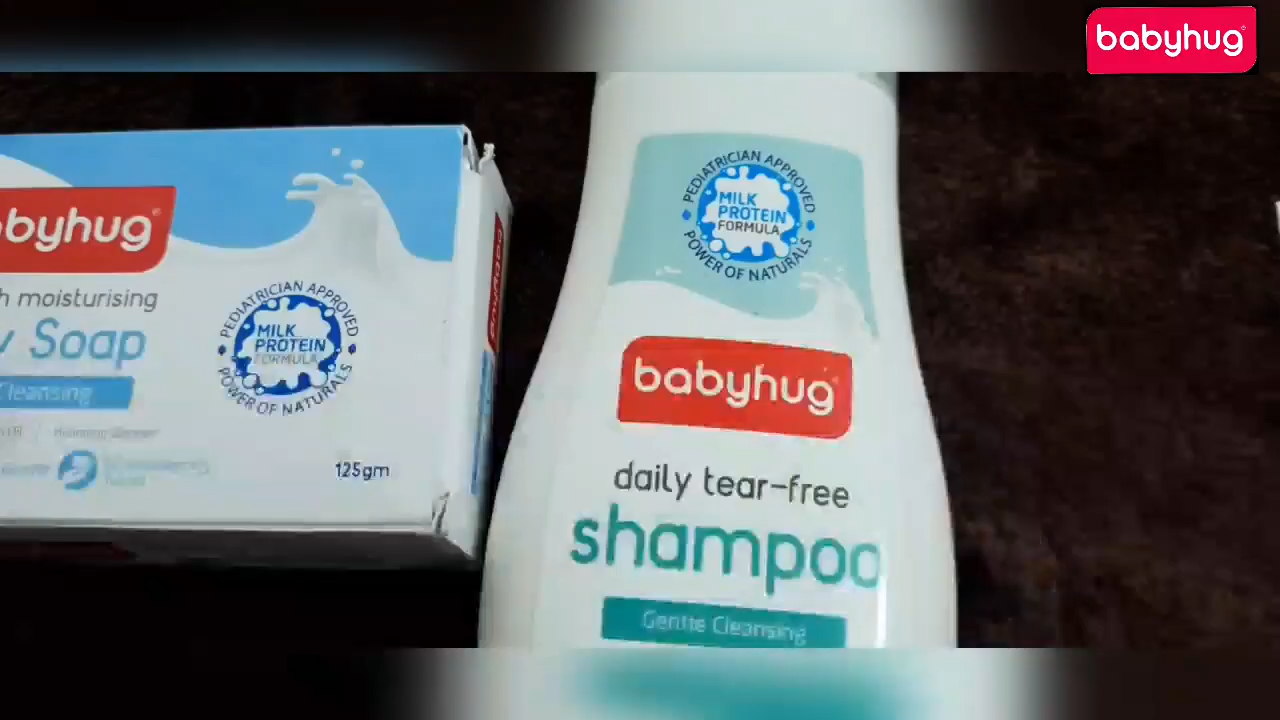 babyhug
byhug
h moisturising
Soap
Cleansing
PEDIATRICIAN APPROVED
MILK
PROTEIN
FORMULA
POWER OF NATURALS
125gm
babyhug
PEDIATRICIAN APPROVED
MILK
PROTEIN
FORMULA
POWER OF NATURALS
babyhug
daily tear-free
shampoo
Gentle Cleansing